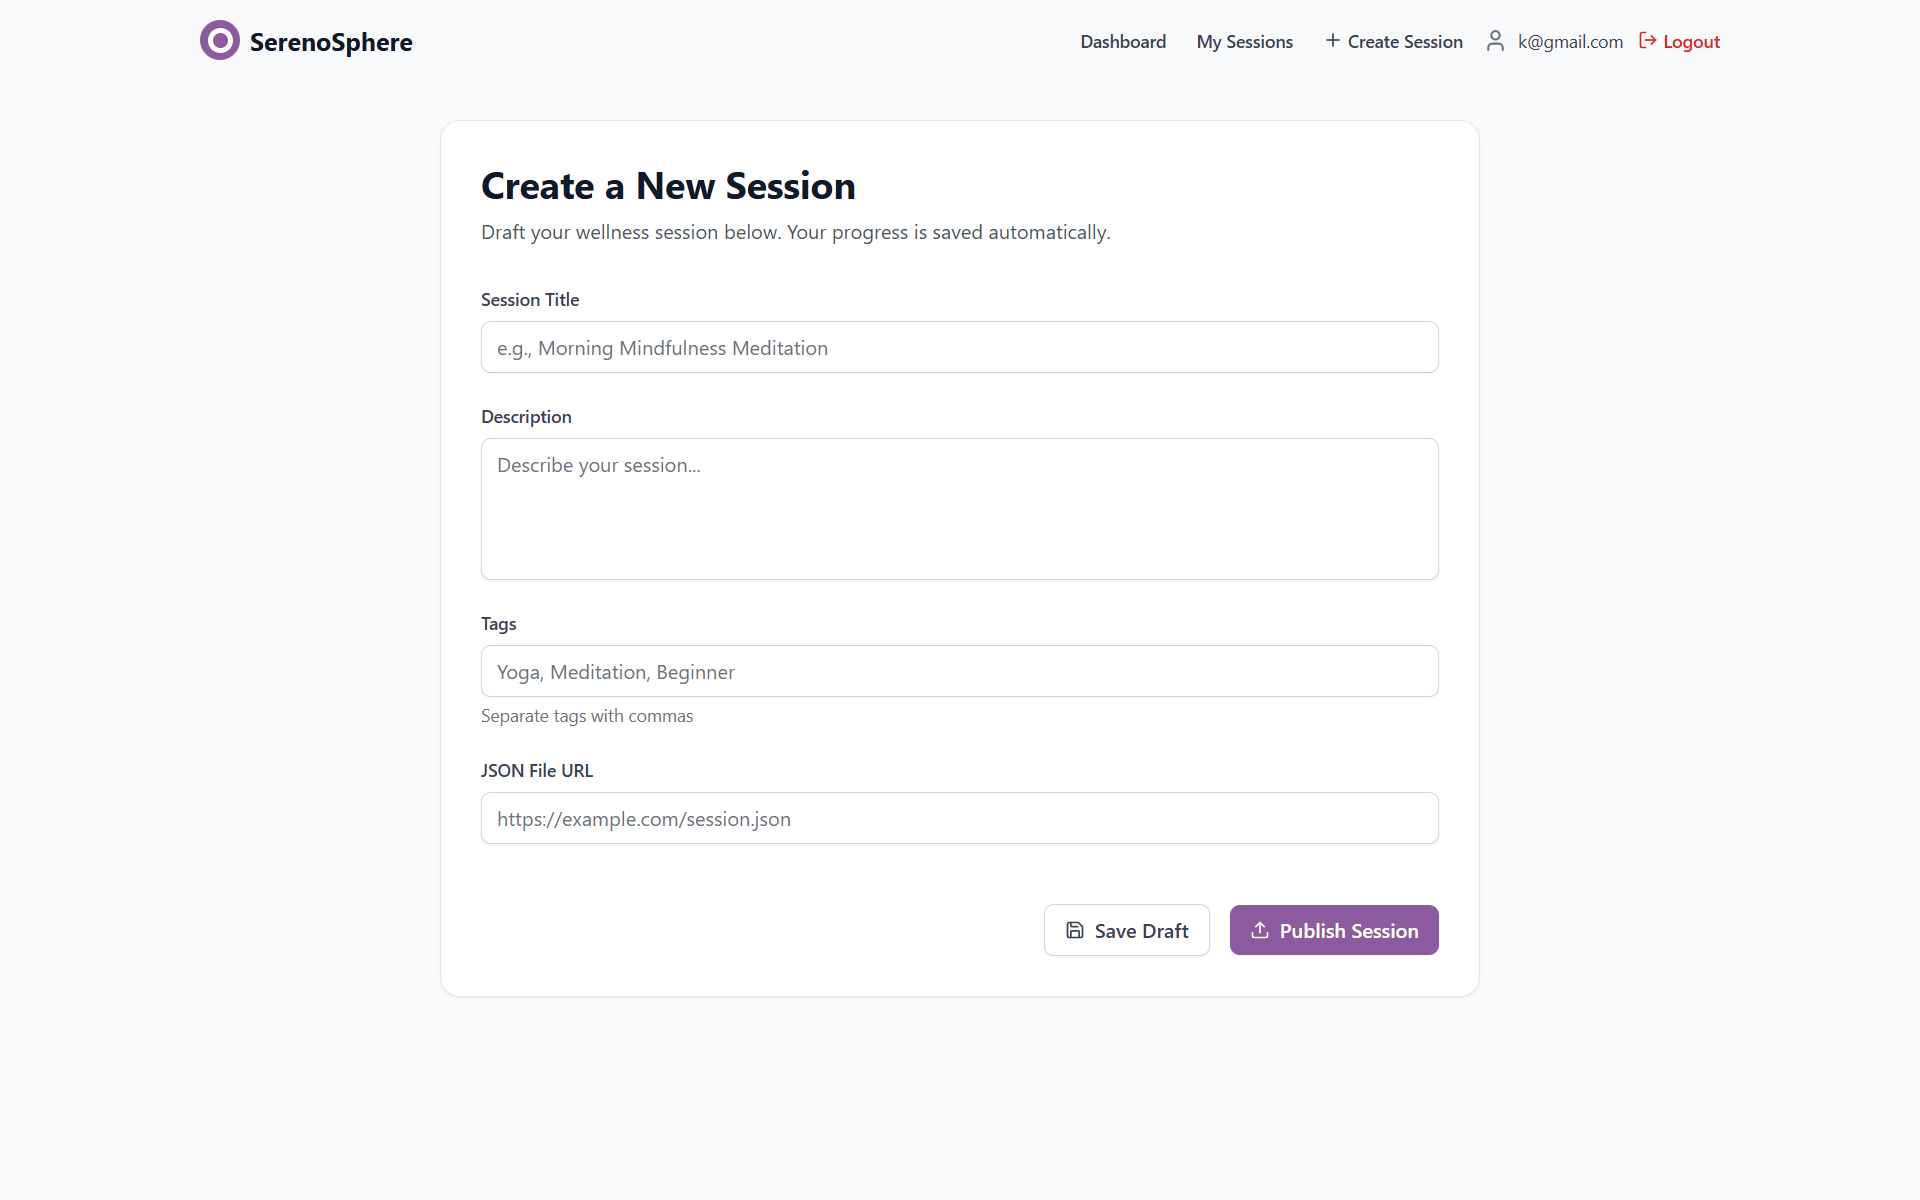 SerenoSphere
Dashboard My Sessions + Create Session k@gmail.com Logout
Create a New Session
Draft your wellness session below. Your progress is saved automatically.
Session Title
e.g., Morning Mindfulness Meditation
Description
Describe your session...
Tags
Yoga, Meditation, Beginner
Separate tags with commas
JSON File URL
https://example.com/session.json
Save Draft Publish Session